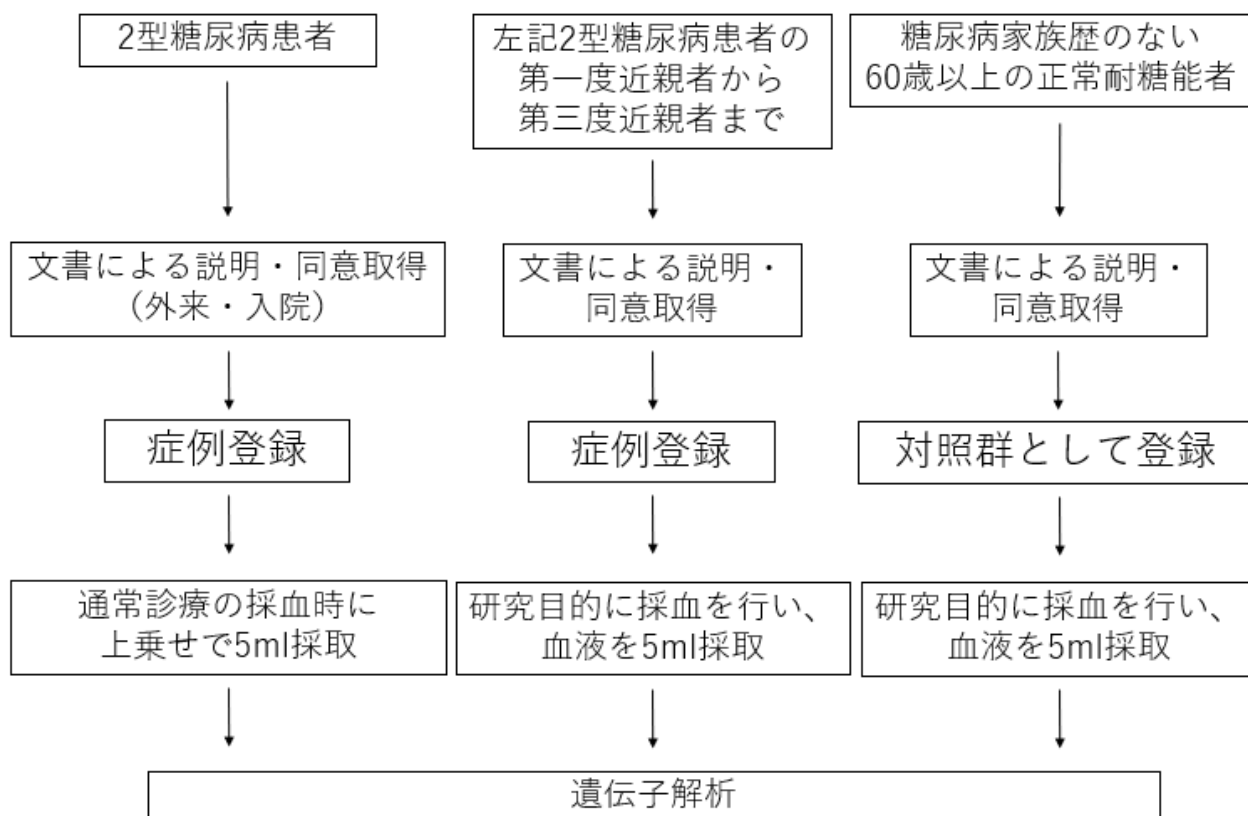 2型糖尿病患者
左記2型糖尿病患者の
第一度近親者から
第三度近親者まで
糖尿病家族歴のない
60歳以上の正常耐糖能者
文書による説明・同意取得
（外来・入院）
文書による説明・
同意取得
文書による説明・
同意取得
症例登録
症例登録
対照群として登録
通常診療の採血時に
上乗せで5ml採取
研究目的に採血を行い、
血液を5ml採取
研究目的に採血を行い、
血液を5ml採取
遺伝子解析